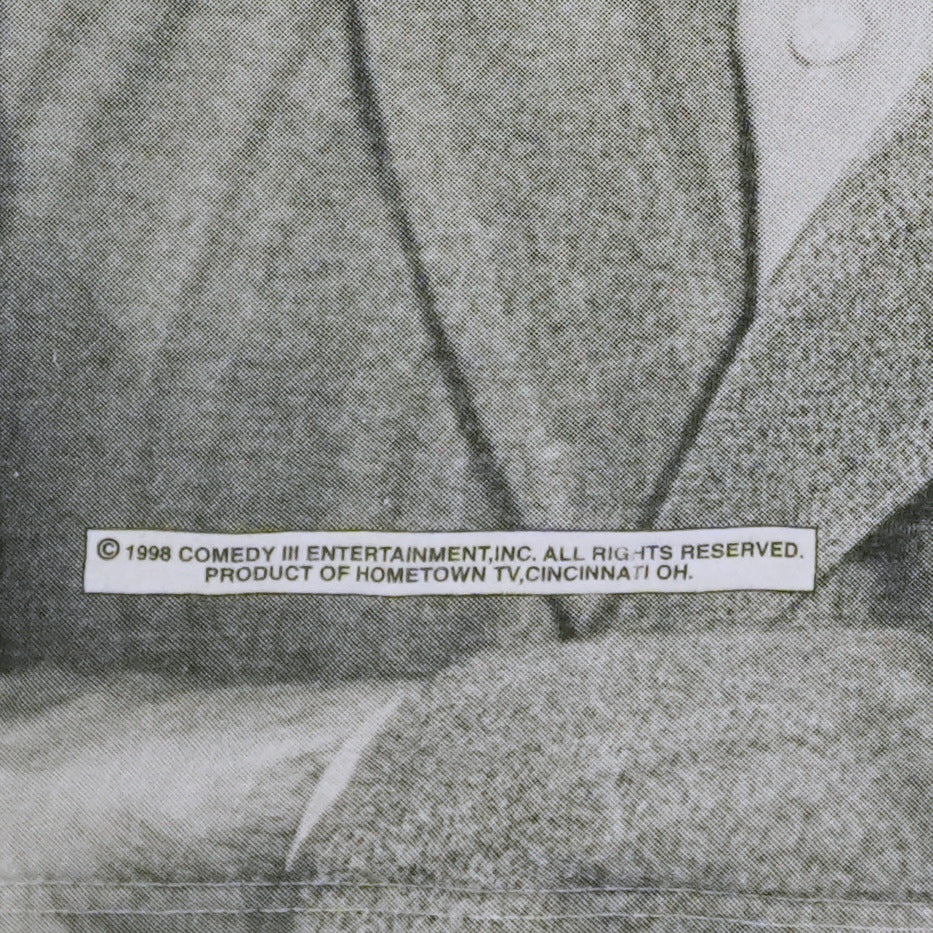 © 1998 COMEDY III ENTERTAINMENT,INC. ALL RIGHTS RESERVED.
PRODUCT OF HOMETOWN TV,CINCINNATI OH.